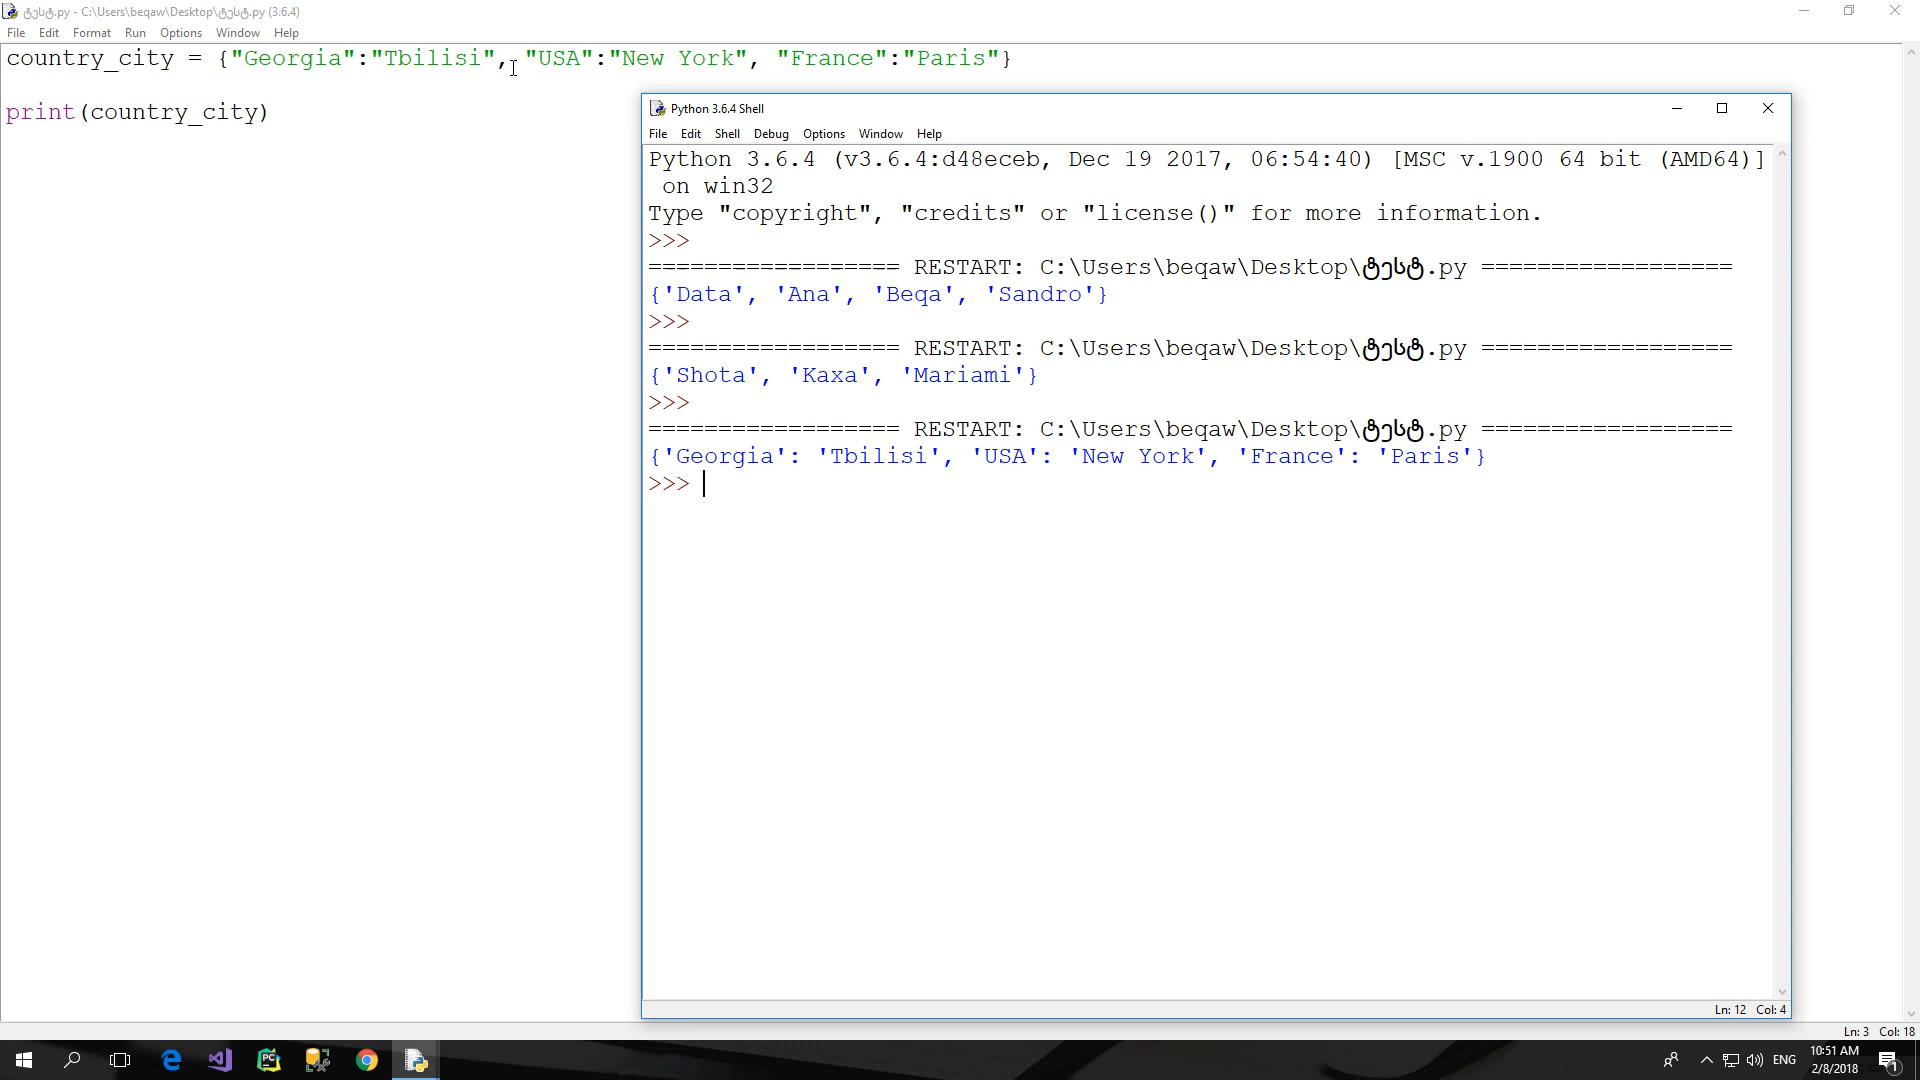 ტესტ.py - C:\Users\beqaw\Desktop\ტესტ.py (3.6.4)
File Edit Format Run Options Window Help
country_city = {"Georgia":"Tbilisi", "USA":"New York", "France":"Paris"}
print(country_city)
Python 3.6.4 Shell
File Edit Shell Debug Options Window Help
Python 3.6.4 (v3.6.4:d48eceb, Dec 19 2017, 06:54:40) [MSC v.1900 64 bit (AMD64)]
on win32
Type "copyright", "credits" or "license()" for more information.
>>>
================== RESTART: C:\Users\beqaw\Desktop\ტესტ.py ==================
{'Data', 'Ana', 'Beqa', 'Sandro'}
>>>
================== RESTART: C:\Users\beqaw\Desktop\ტესტ.py ==================
{'Shota', 'Kaxa', 'Mariami'}
>>>
================== RESTART: C:\Users\beqaw\Desktop\ტესტ.py ==================
{'Georgia': 'Tbilisi', 'USA': 'New York', 'France': 'Paris'}
>>>
Ln: 12 Col: 4
Ln: 3 Col: 18
ENG
10:51 AM
2/8/2018
1